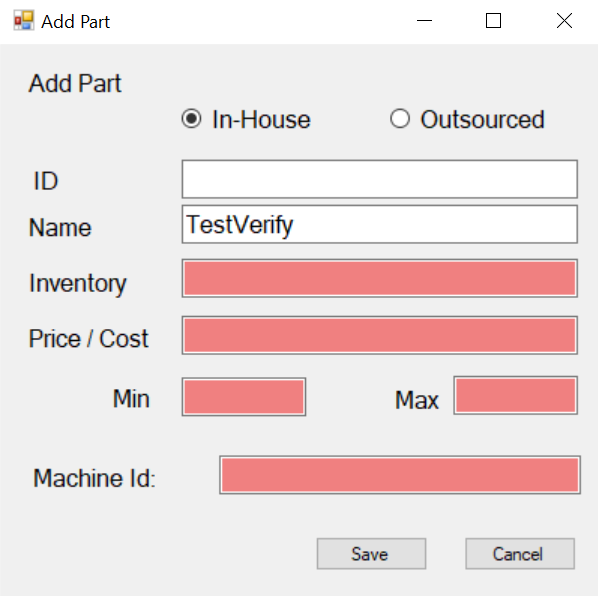 Add Part
Add Part
In-House Outsourced
ID
Name TestVerify
Inventory
Price / Cost
Min Max
Machine Id:
Save Cancel